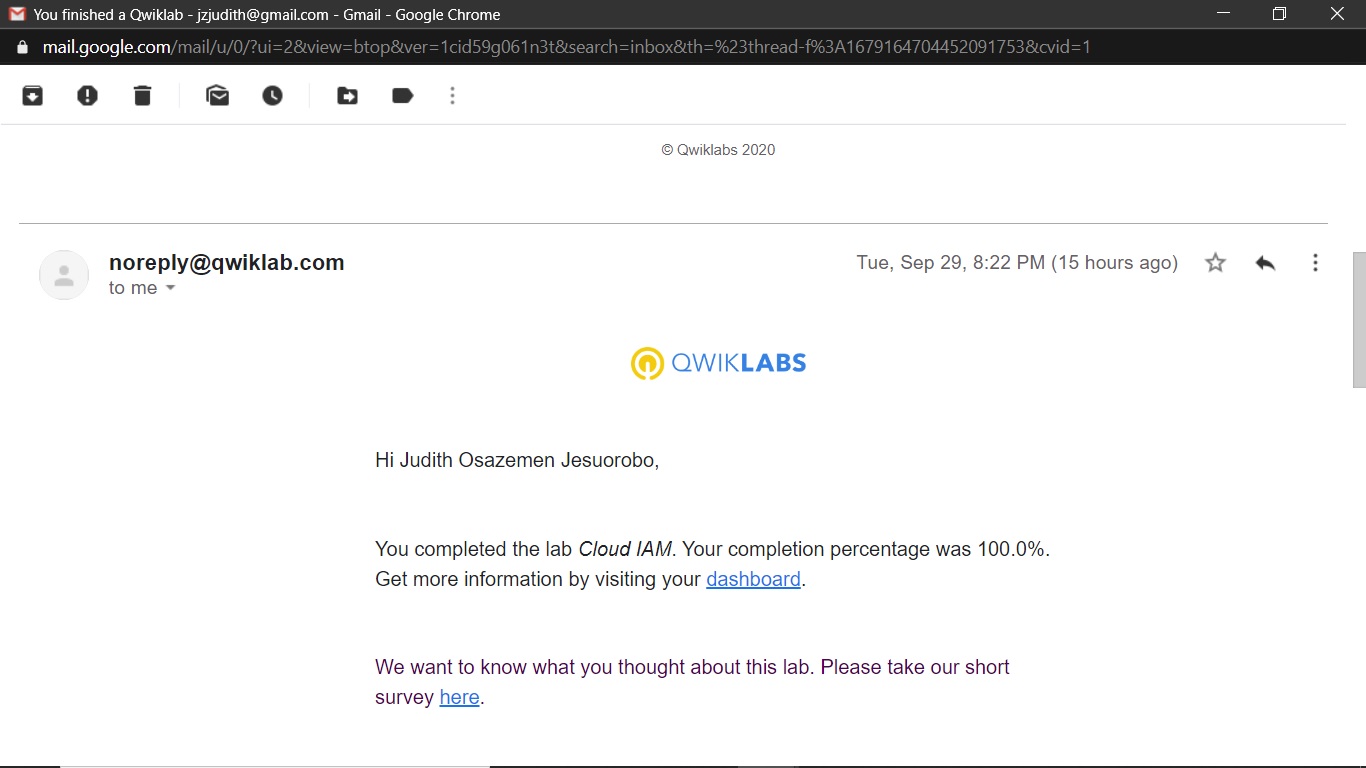 You finished a Qwiklab - jzjudith@gmail.com - Gmail - Google Chrome
mail.google.com/mail/u/0/?ui=2&view=btop&ver=1cid59g061n3t&search=inbox&th=%23thread-f%3A1679164704452091753&cvid=1
© Qwiklabs 2020
noreply@qwiklab.com
Tue, Sep 29, 8:22 PM (15 hours ago)
to me
QWIKLABS
Hi Judith Osazemen Jesuorobo,
You completed the lab Cloud IAM. Your completion percentage was 100.0%.
Get more information by visiting your dashboard.
We want to know what you thought about this lab. Please take our short
survey here.